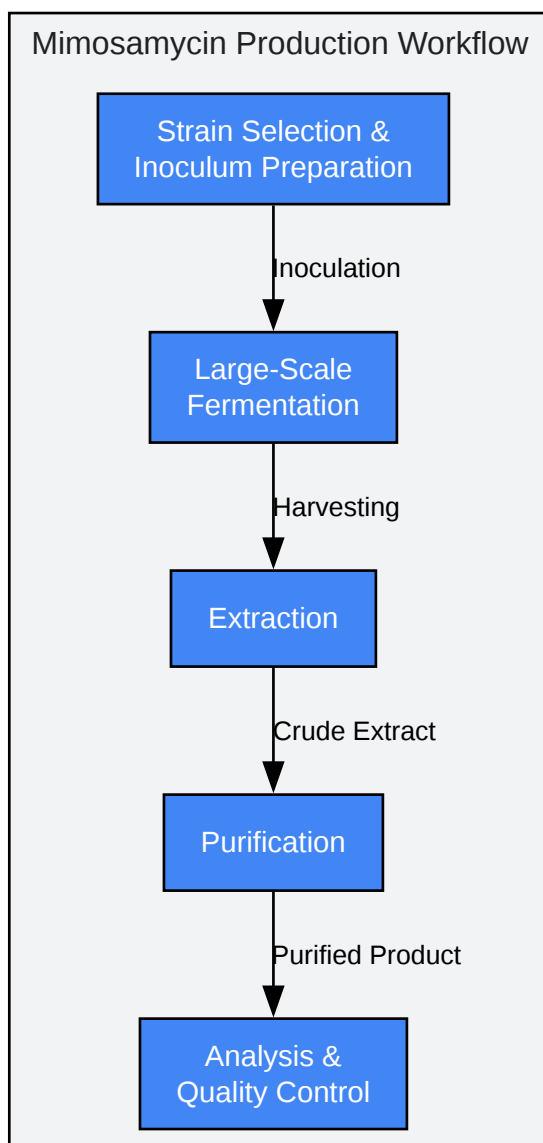 Mimosamycin Production Workflow
Strain Selection &
Inoculum Preparation
Inoculation
Large-Scale
Fermentation
Harvesting
Extraction
Crude Extract
Purification
Purified Product
Analysis &
Quality Control